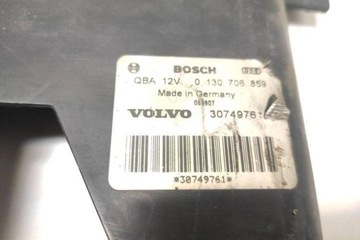 BOSCH
QBA 12V 0 130 706 859
Made in Germany
VOLVO 30749761
*30749761*